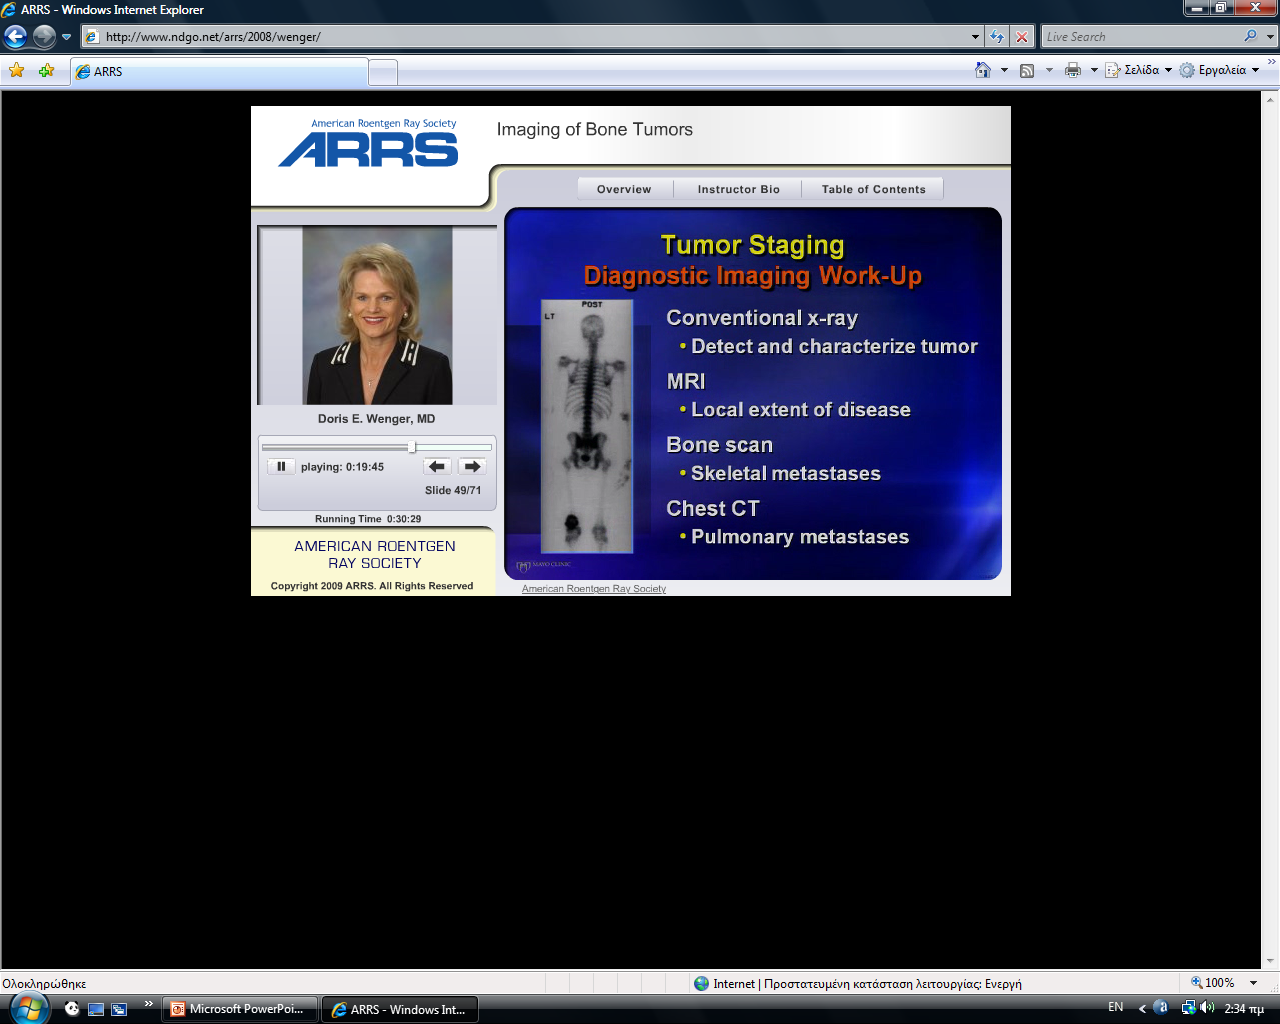 ARRS - Windows Internet Explorer
http://www.ndgo.net/arrs/2008/wenger/
Live Search
ARRS
Σελίδα
Εργαλεία
American Roentgen Ray Society
ARRS
Imaging of Bone Tumors
Overview
Instructor Bio
Table of Contents
Doris E. Wenger, MD
playing: 0:19:45
Slide 49/71
Running Time 0:30:29
AMERICAN ROENTGEN
RAY SOCIETY
Copyright 2009 ARRS. All Rights Reserved
Tumor Staging
Diagnostic Imaging Work-Up
POST
LT
Conventional x-ray
• Detect and characterize tumor
MRI
• Local extent of disease
Bone scan
• Skeletal metastases
Chest CT
• Pulmonary metastases
MAYO CLINIC
American Roentgen Ray Society
Ολοκληρώθηκε
Internet | Προστατευμένη κατάσταση λειτουργίας: Ενεργή
100%
Microsoft PowerPoi...
ARRS - Windows Int...
EN
2:34 πμ